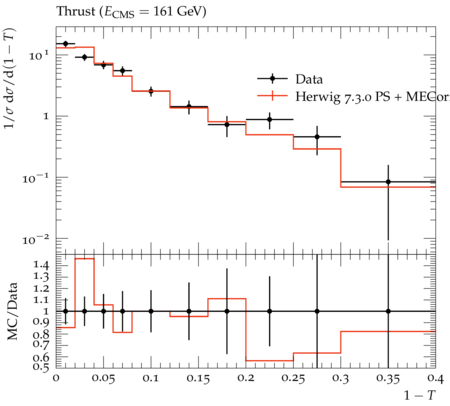 Thrust (E_CMS = 161 GeV)
1/σ dσ/d(1 − T)
10^1
1
10^−1
10^−2
Data
Herwig 7.3.0 PS + MECor
MC/Data
1.4
1.3
1.2
1.1
1
0.9
0.8
0.7
0.6
0.5
0 0.05 0.1 0.15 0.2 0.25 0.3 0.35 0.4
1 − T